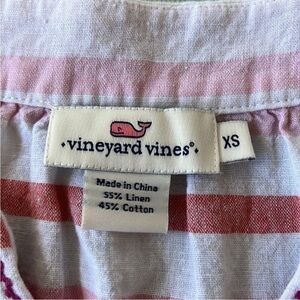 • vineyard vines®
XS
Made in China
55% Linen
45% Cotton